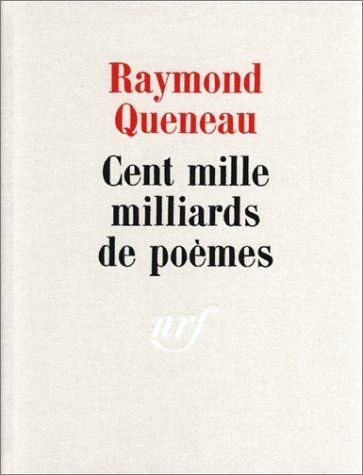 Raymond
Queneau
Cent mille
milliards
de poèmes
nrf